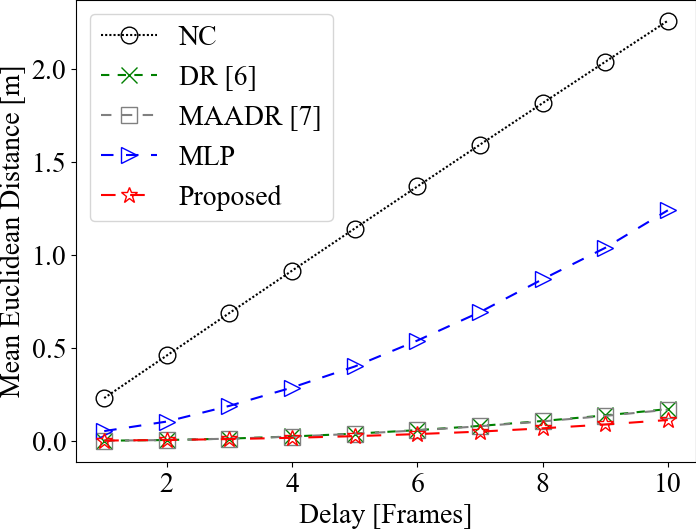 NC
DR [6]
MAADR [7]
MLP
Proposed
Mean Euclidean Distance [m]
2.0
1.5
1.0
0.5
0.0
2 4 6 8 10
Delay [Frames]